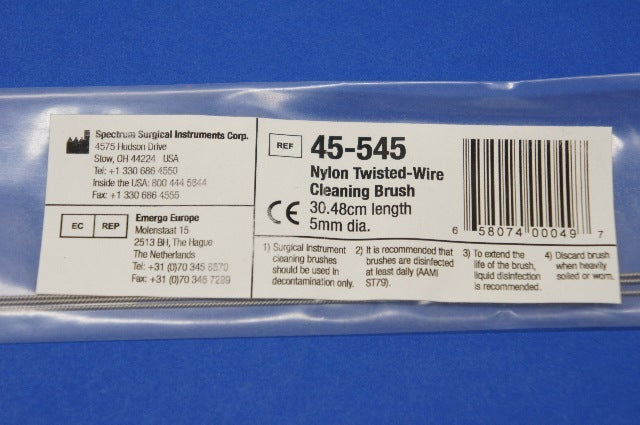 Spectrum Surgical Instruments Corp.
4575 Hudson Drive
Stow, OH 44224 USA
Tel: +1 330 686 4550
Inside the USA: 800 444 5644
Fax: +1 330 686 4555
EC REP
Emergo Europe
Molenstraat 15
2513 BH, The Hague
The Netherlands
Tel: +31 (0)70 345 8570
Fax: +31 (0)70 346 7299
REF 45-545
Nylon Twisted-Wire
Cleaning Brush
30.48cm length
5mm dia.
CE
6 58074 00049 7
1) Surgical instrument
cleaning brushes
should be used in
decontamination only.
2) It is recommended that
brushes are disinfected
at least daily (AAMI
ST79).
3) To extend the
life of the brush,
liquid disinfection
is recommended.
4) Discard brush
when heavily
soiled or worn.